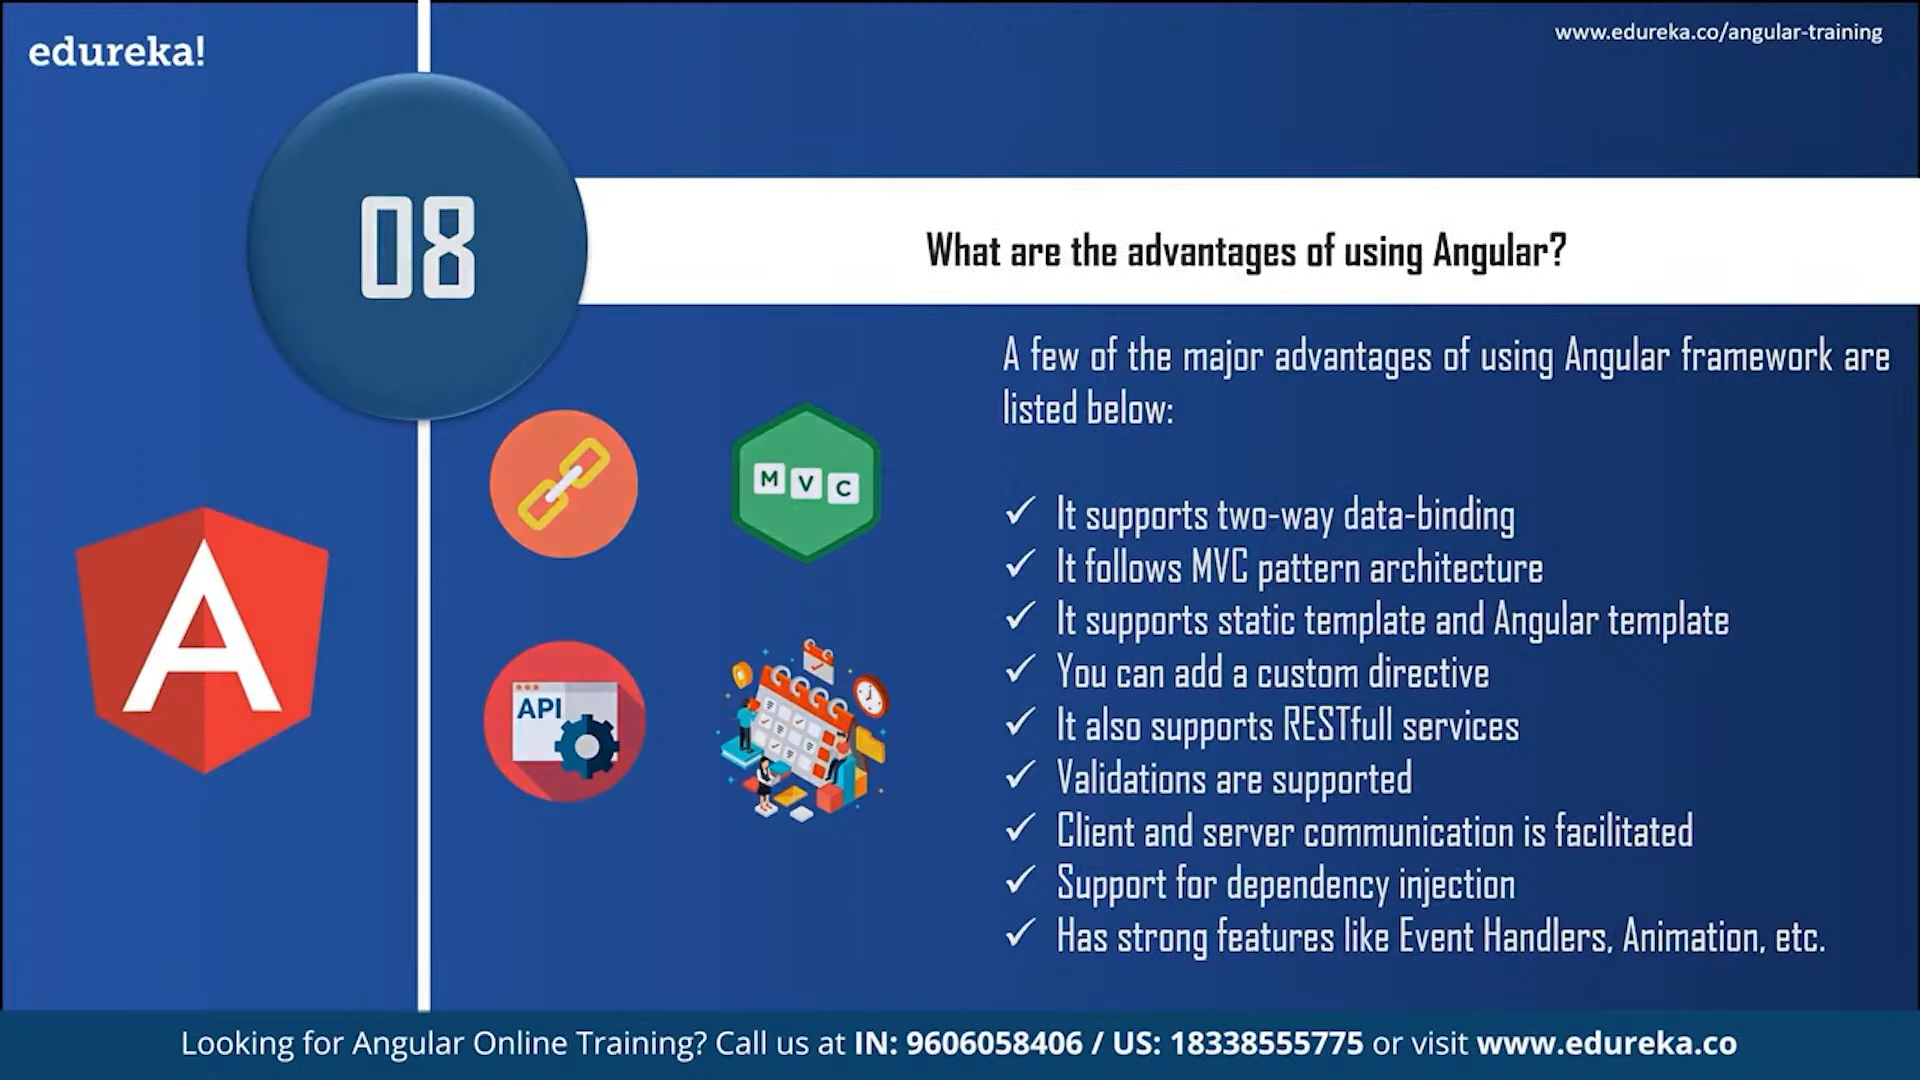 edureka!
www.edureka.co/angular-training
08
What are the advantages of using Angular?
A few of the major advantages of using Angular framework are
listed below:
M V C
API
✓ It supports two-way data-binding
✓ It follows MVC pattern architecture
✓ It supports static template and Angular template
✓ You can add a custom directive
✓ It also supports RESTfull services
✓ Validations are supported
✓ Client and server communication is facilitated
✓ Support for dependency injection
✓ Has strong features like Event Handlers, Animation, etc.
A
Looking for Angular Online Training? Call us at IN: 9606058406 / US: 18338555775 or visit www.edureka.co